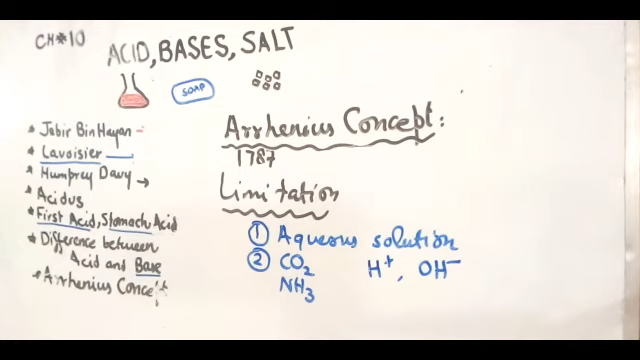 CH*10
ACID, BASES, SALT
SOAP
* Jabir Bin Hayan -
* Lavoisier
* Humprey Davy →
* Acidus
* First Acid, Stomach Acid
* Difference between
Acid and Base
* Arrhenius Concept
Arrhenius Concept:
1787
Limitation
① Aqueous solution
② CO₂ H⁺, OH⁻
NH₃